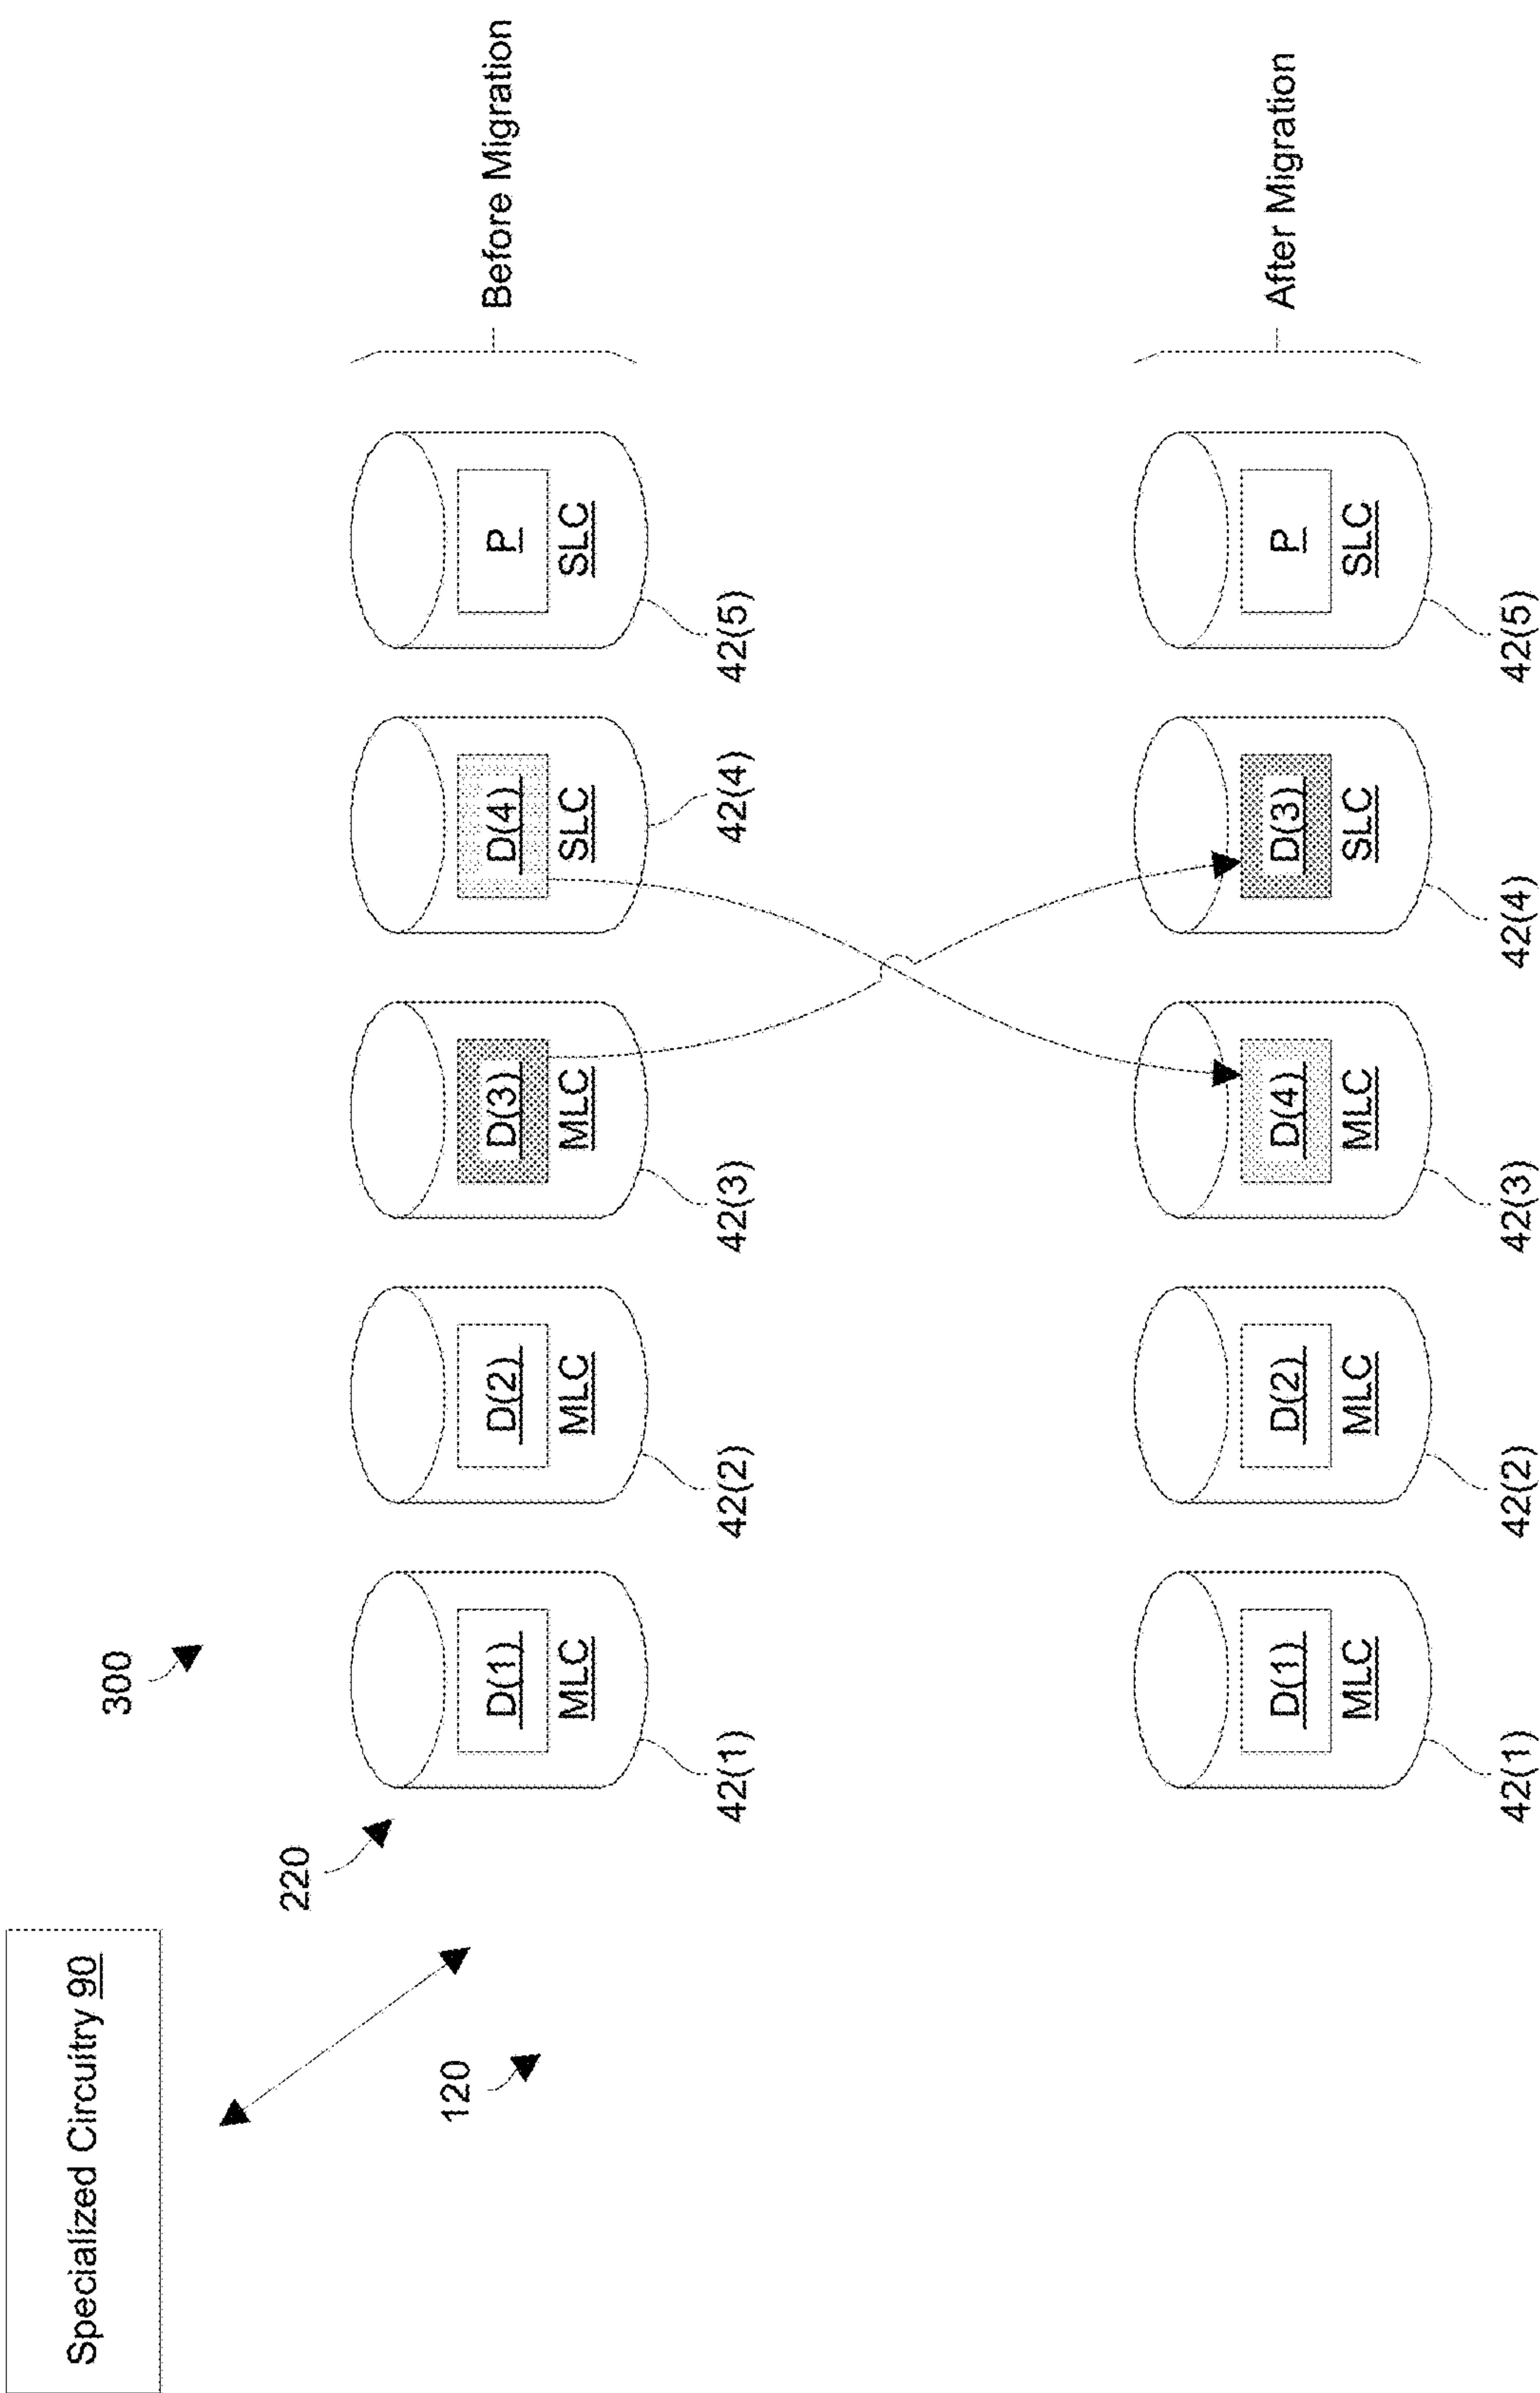 Specialized Circuitry 90
300
220
120
D(1)
MLC
D(2)
MLC
D(3)
MLC
D(4)
SLC
P
SLC
Before Migration
42(1)
42(2)
42(3)
42(4)
42(5)
D(1)
MLC
D(2)
MLC
D(4)
MLC
D(3)
SLC
P
SLC
After Migration
42(1)
42(2)
42(3)
42(4)
42(5)